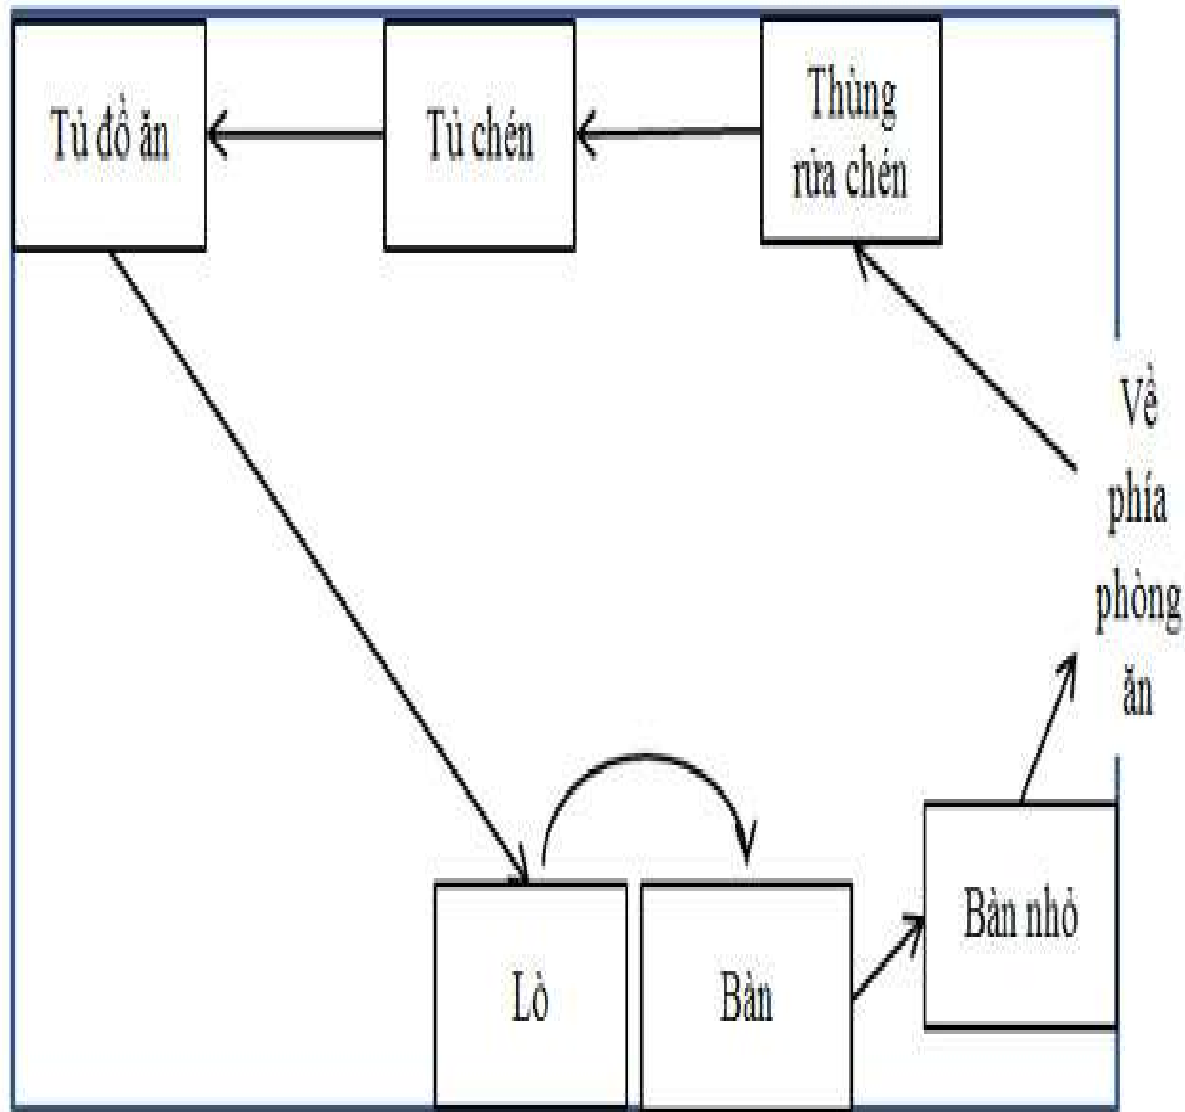 Tủ đồ ăn
Tủ chén
Thùng
rửa chén
Về
phía
phòng
ăn
Lò
Bàn
Bàn nhỏ